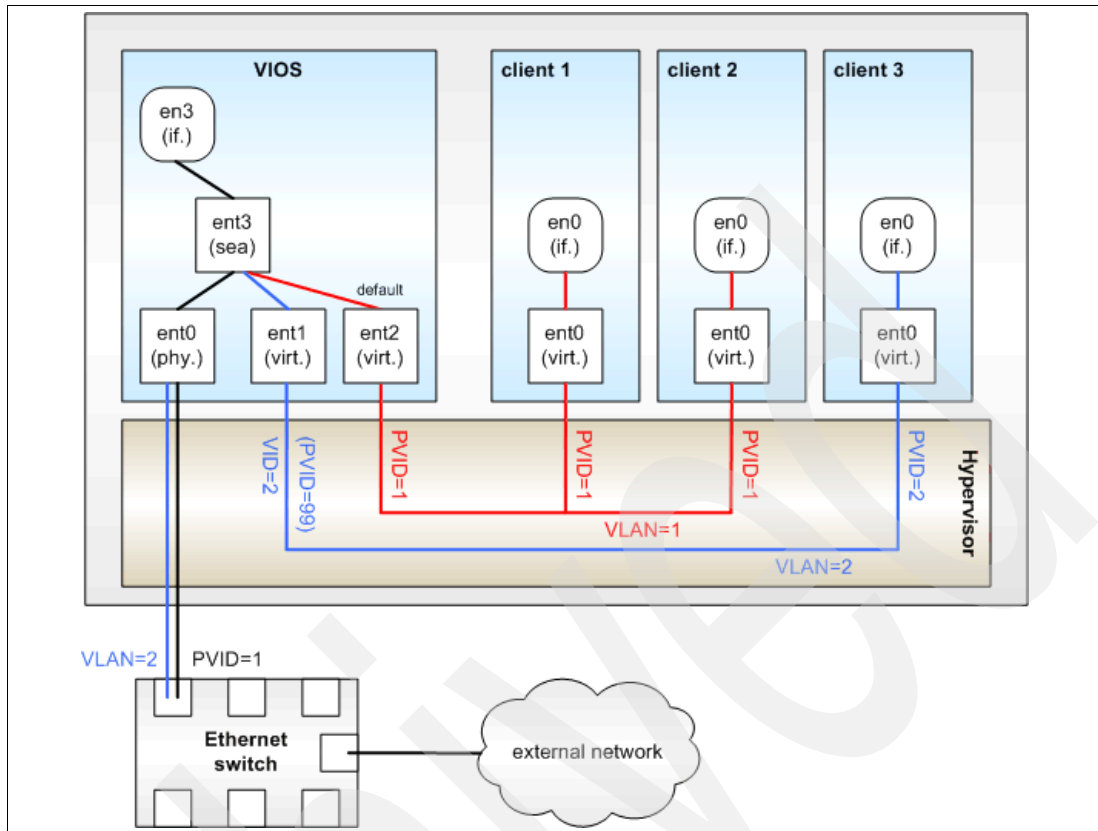 VIOS
client 1
client 2
client 3
en3
(if.)
ent3
(sea)
en0
(if.)
en0
(if.)
en0
(if.)
default
ent0
(phy.)
ent1
(virt.)
ent2
(virt.)
ent0
(virt.)
ent0
(virt.)
ent0
(virt.)
VID=2
(PVID=99)
PVID=1
PVID=1
PVID=1
PVID=2
Hypervisor
VLAN=1
VLAN=2
VLAN=2
PVID=1
Ethernet
switch
external network